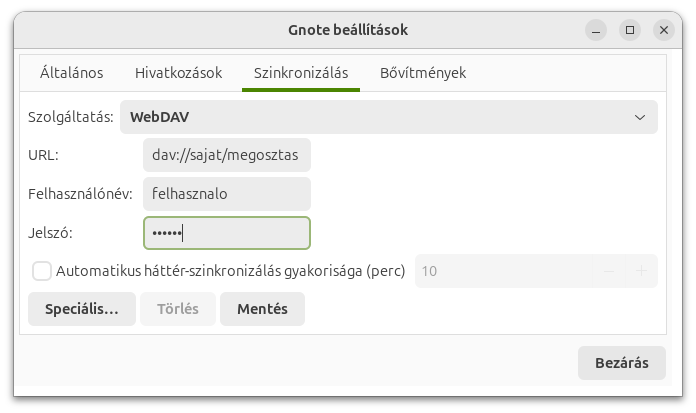 Gnote beállítások
Általános Hivatkozások Szinkronizálás Bővítmények
Szolgáltatás: WebDAV
URL: dav://sajat/megosztas
Felhasználónév: felhasznalo
Jelszó: ••••••
Automatikus háttér-szinkronizálás gyakorisága (perc) 10
Speciális… Törlés Mentés
Bezárás